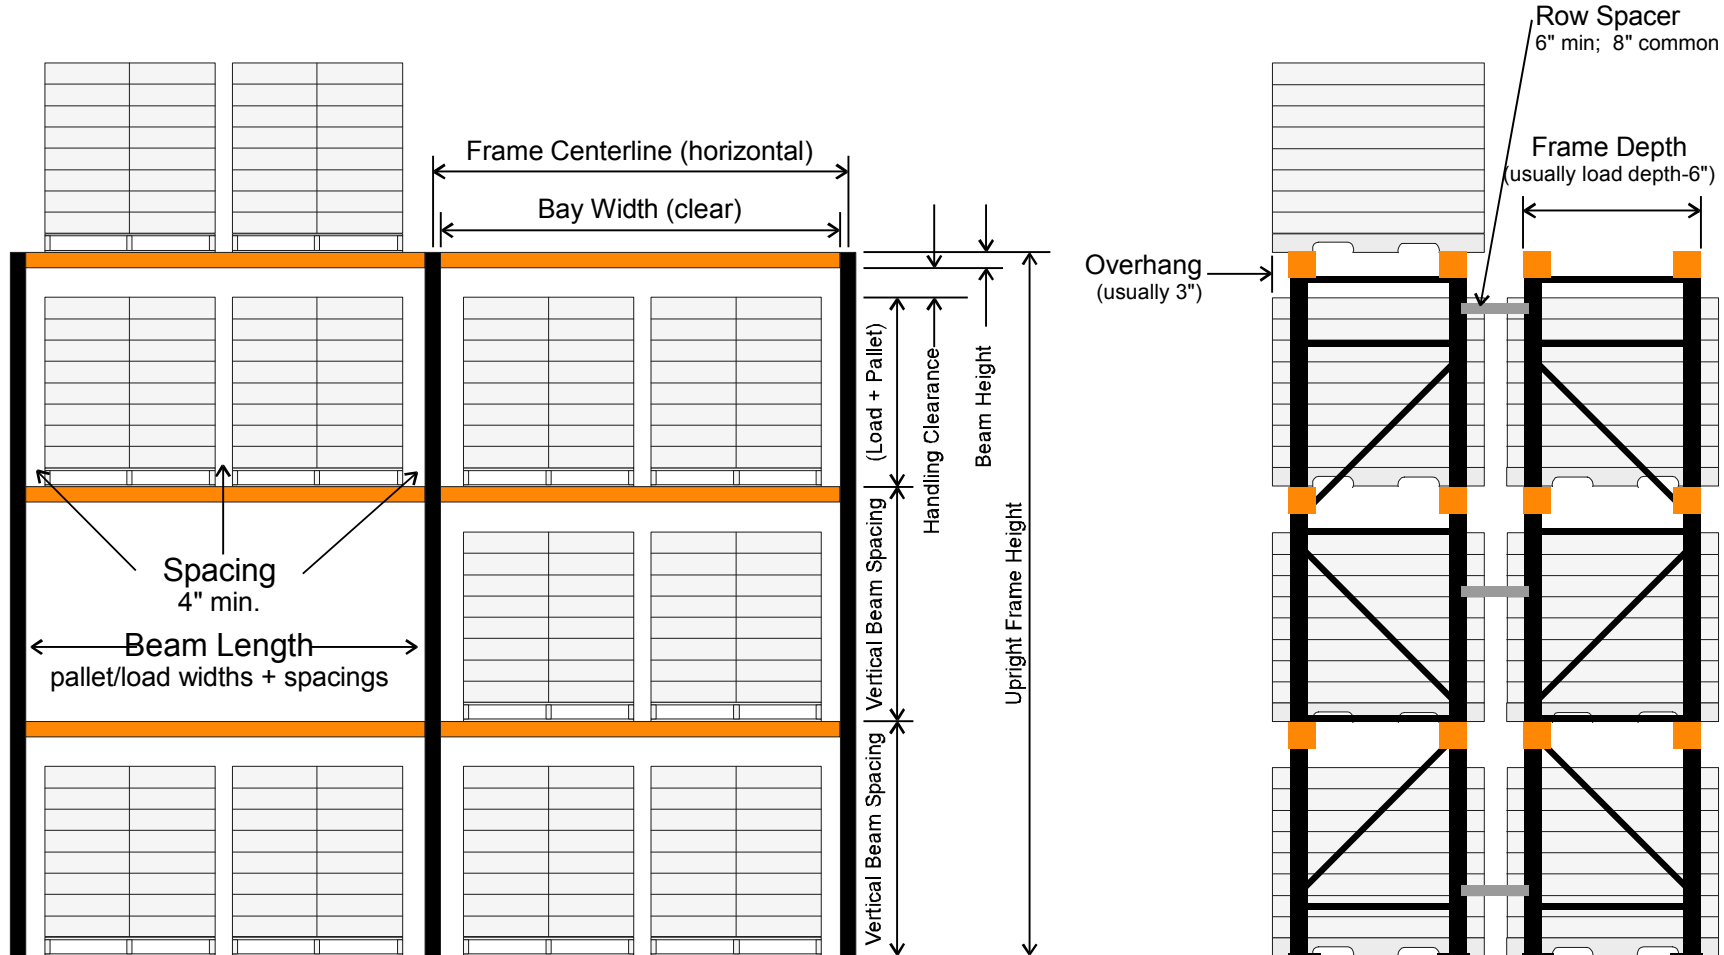 Row Spacer
6" min;  8" common
Frame Centerline (horizontal)
Frame Depth
(usually load depth-6")
Bay Width (clear)
Overhang
(usually 3")
(Load + Pallet)
Handling Clearance
Beam Height
Vertical Beam Spacing
Upright Frame Height
Spacing
4" min.
Beam Length
pallet/load widths + spacings
Vertical Beam Spacing